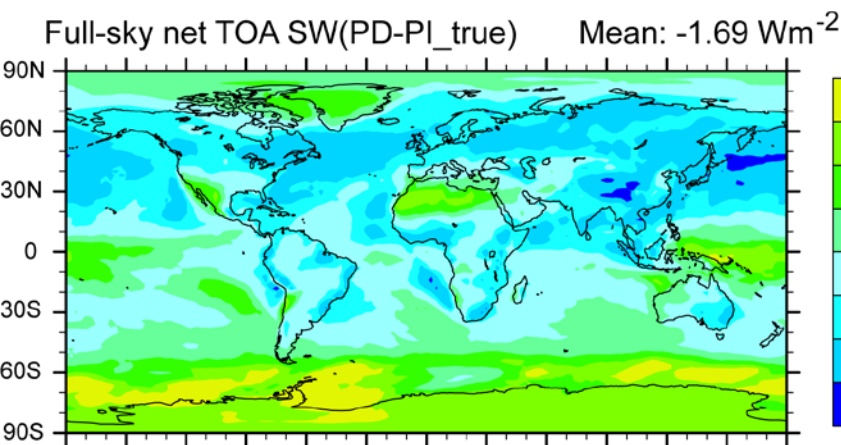 Full-sky net TOA SW(PD-PI_true) Mean: -1.69 Wm-2
90N
60N
30N
0
30S
60S
90S